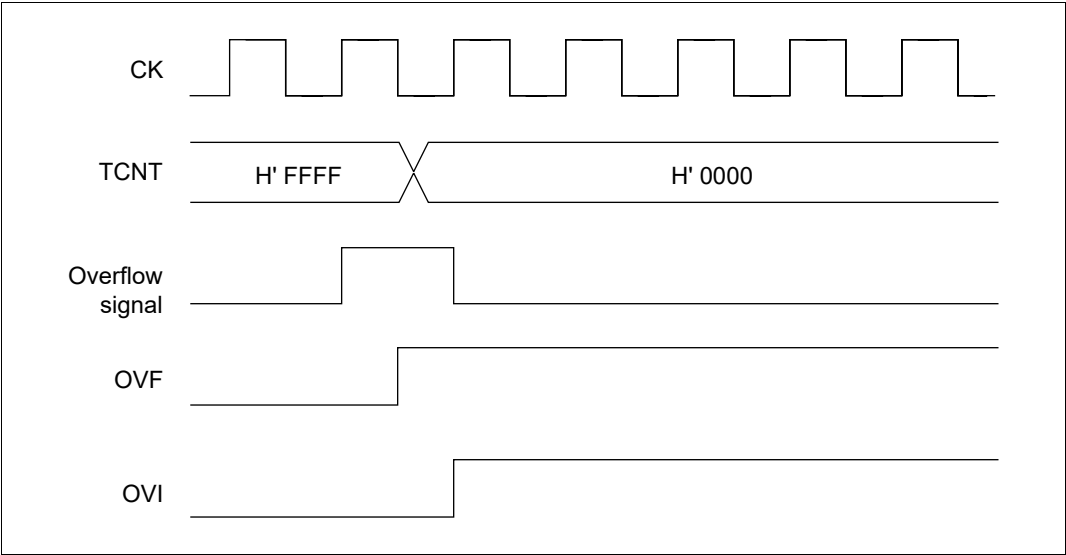 CK
TCNT
H' FFFF
H' 0000
Overflow
signal
OVF
OVI